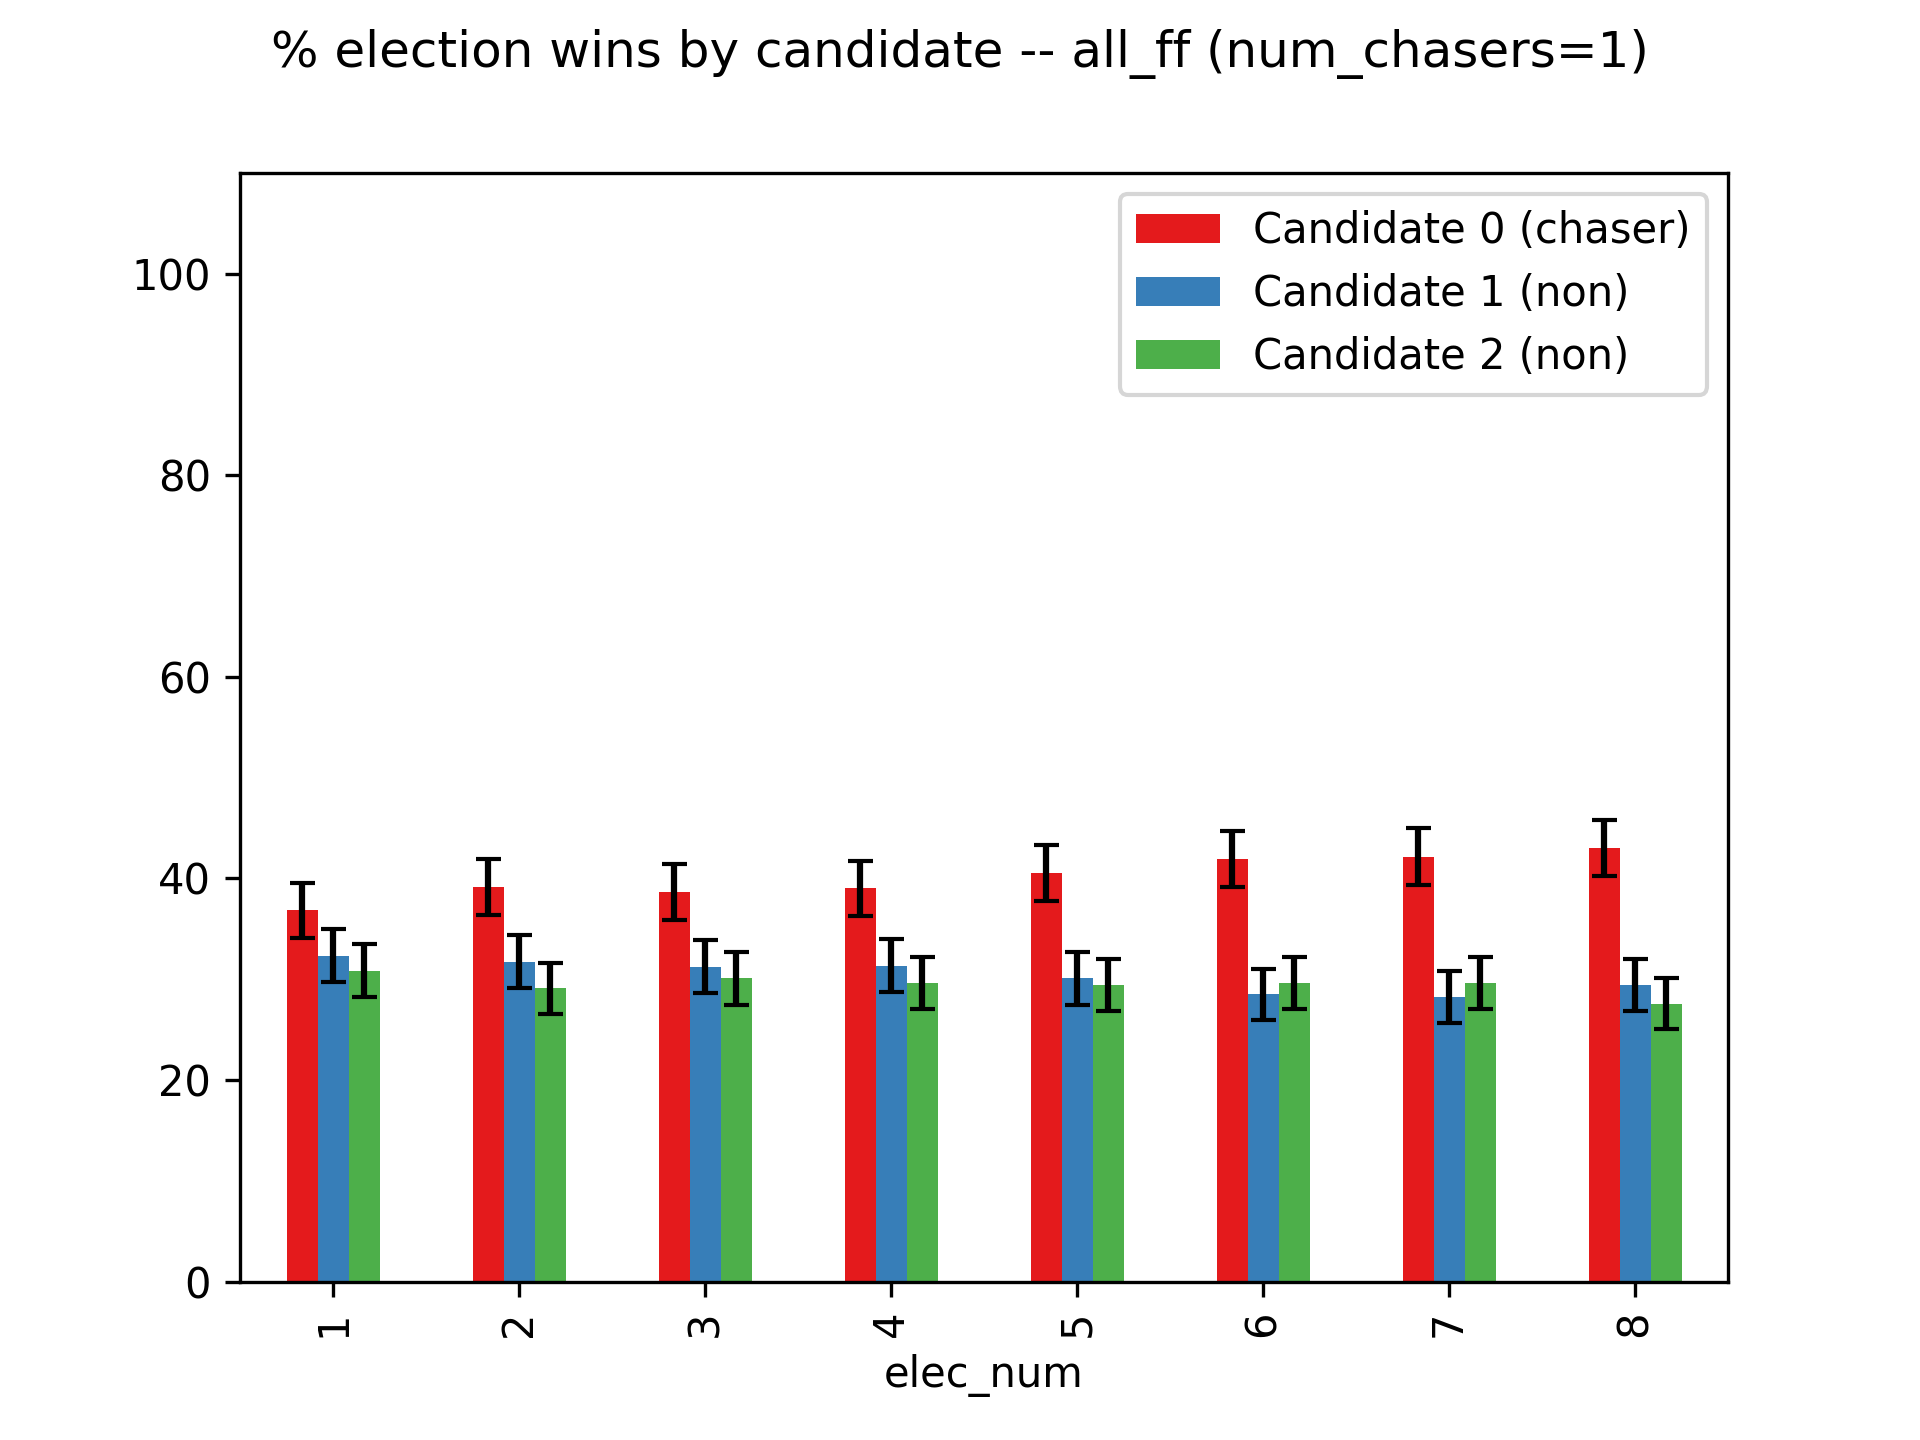 % election wins by candidate -- all_ff (num_chasers=1)
Candidate 0 (chaser)
Candidate 1 (non)
Candidate 2 (non)
100
80
60
40
20
0
1 2 3 4 5 6 7 8
elec_num